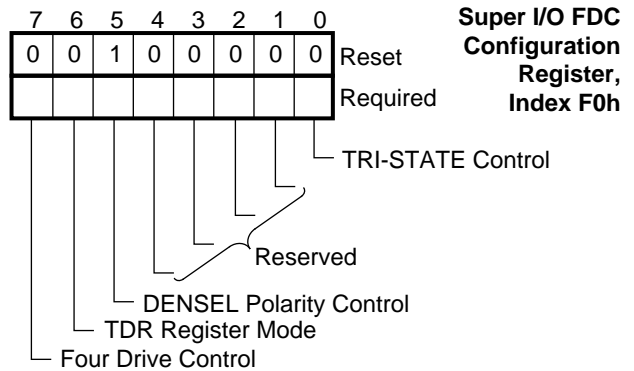 7 6 5 4 3 2 1 0
Super I/O FDC
Configuration
Register,
Index F0h
0 0 1 0 0 0 0 0 Reset
Required
TRI-STATE Control
Reserved
DENSEL Polarity Control
TDR Register Mode
Four Drive Control